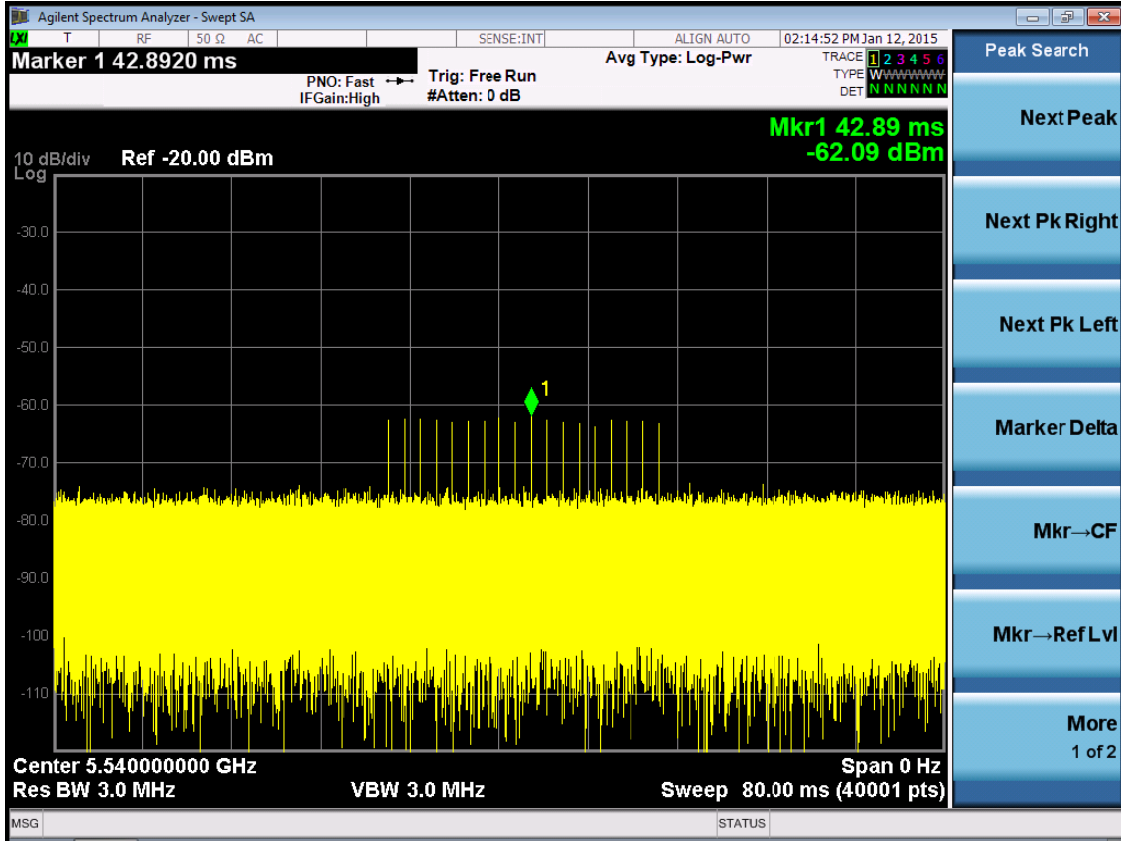 Agilent Spectrum Analyzer - Swept SA
LXI T RF 50 Ω AC SENSE:INT ALIGN AUTO 02:14:52 PM Jan 12, 2015
Marker 1 42.8920 ms
PNO: Fast
IFGain:High
Trig: Free Run
#Atten: 0 dB
Avg Type: Log-Pwr
TRACE 1 2 3 4 5 6
TYPE WWWWWW
DET N N N N N N
Peak Search
Mkr1 42.89 ms
-62.09 dBm
10 dB/div Ref -20.00 dBm
Log
-30.0
-40.0
-50.0
-60.0
-70.0
-80.0
-90.0
-100
-110
1
Center 5.540000000 GHz Span 0 Hz
Res BW 3.0 MHz VBW 3.0 MHz Sweep 80.00 ms (40001 pts)
Next Peak
Next Pk Right
Next Pk Left
Marker Delta
Mkr→CF
Mkr→Ref Lvl
More
1 of 2
MSG STATUS